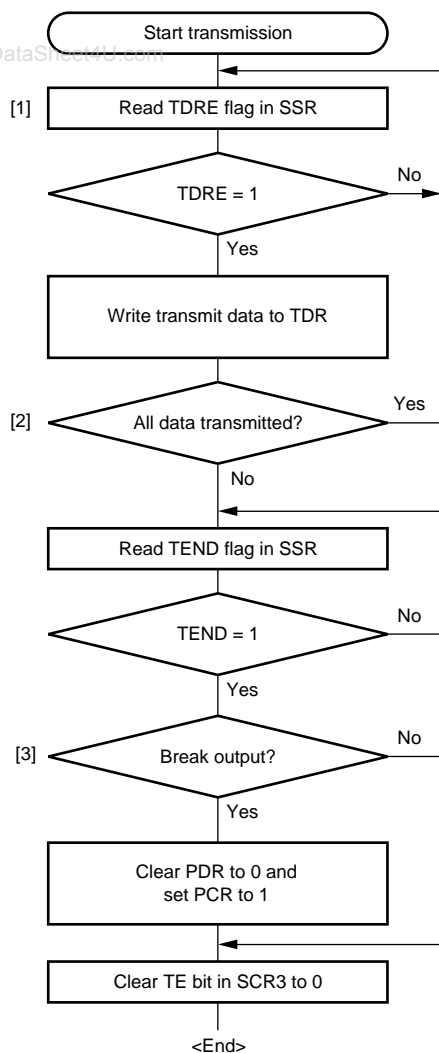 Start transmission
DataSheet4U.com
[1]
Read TDRE flag in SSR
No
TDRE = 1
Yes
Write transmit data to TDR
Yes
[2]
All data transmitted?
No
Read TEND flag in SSR
No
TEND = 1
Yes
No
[3]
Break output?
Yes
Clear PDR to 0 and
set PCR to 1
Clear TE bit in SCR3 to 0
<End>